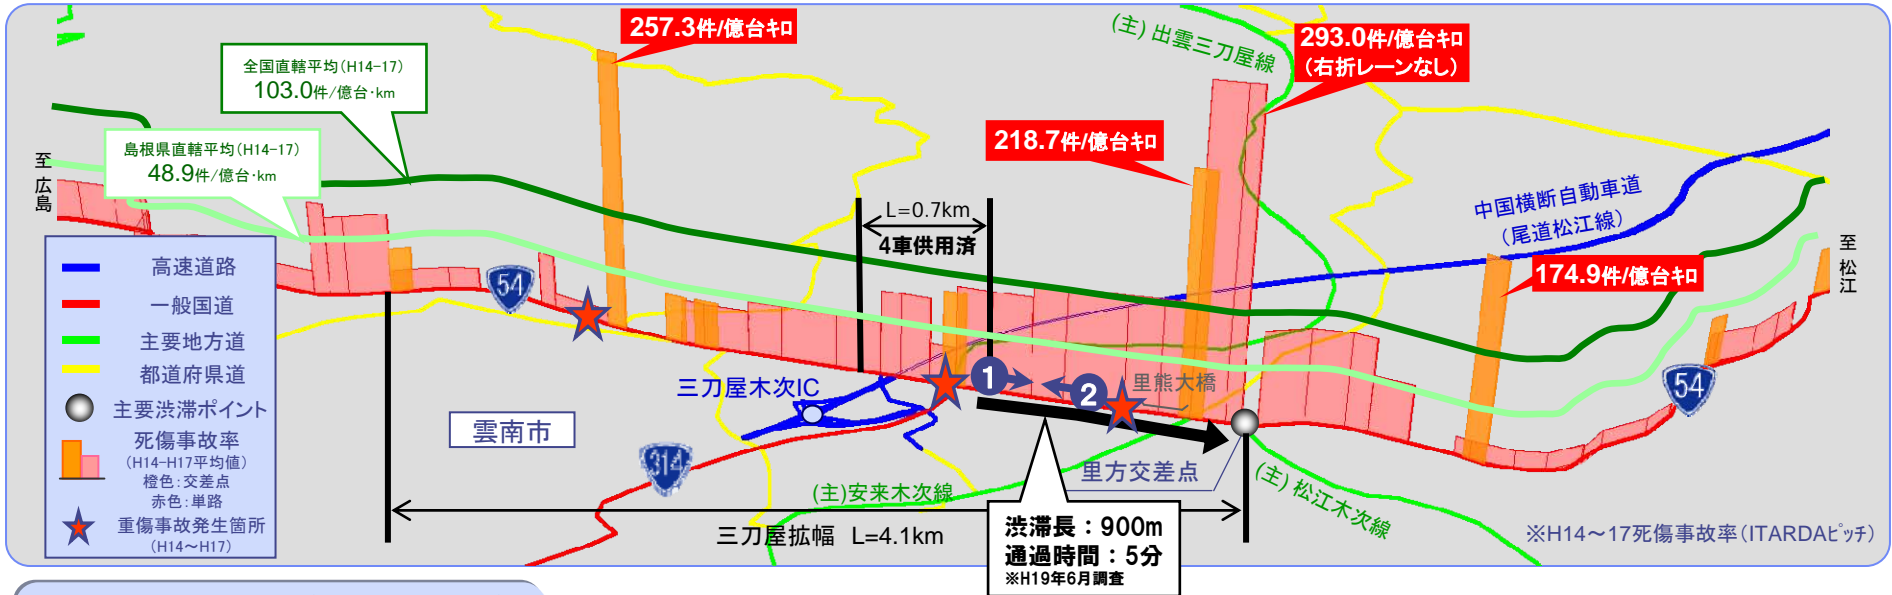 257.3件/億台ｷﾛ
(主)出雲三刀屋線
293.0件/億台ｷﾛ
(右折レーンなし)
全国直轄平均(H14-17)
103.0件/億台･km
218.7件/億台ｷﾛ
島根県直轄平均(H14-17)
48.9件/億台･km
至
広島
L=0.7km
4車供用済
中国横断自動車道
(尾道松江線)
至
松江
174.9件/億台ｷﾛ
高速道路
一般国道
主要地方道
都道府県道
主要渋滞ポイント
死傷事故率
(H14-H17平均値)
橙色:交差点
赤色:単路
重傷事故発生箇所
(H14～H17)
54
54
314
三刀屋木次IC
雲南市
1
2
里熊大橋
里方交差点
(主)安来木次線
(主)松江木次線
三刀屋拡幅 L=4.1km
渋滞長：900m
通過時間：5分
※H19年6月調査
※H14～17死傷事故率(ITARDAﾋﾟｯﾁ)